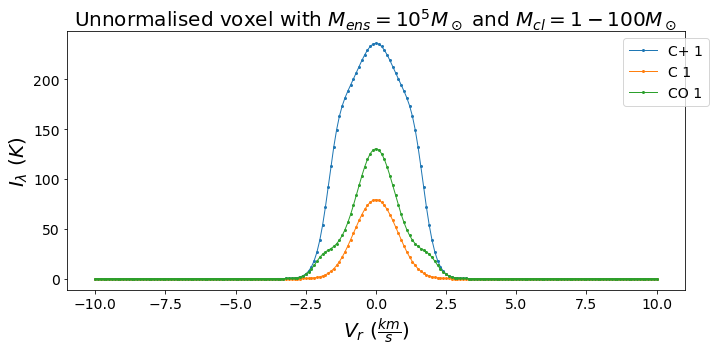 Unnormalised voxel with $M_{ens} = 10^5 M_\odot$ and $M_{cl} = 1 - 100 M_\odot$
C+ 1
C 1
CO 1
$I_\lambda$ $(K)$
200
150
100
50
0
−10.0 −7.5 −5.0 −2.5 0.0 2.5 5.0 7.5 10.0
$V_r$ $(\frac{km}{s})$